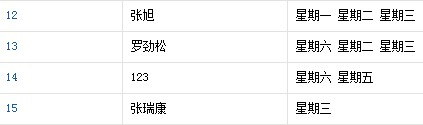 12 张旭 星期一 星期二 星期三
13 罗劲松 星期六 星期二 星期三
14 123 星期六 星期五
15 张瑞康 星期三